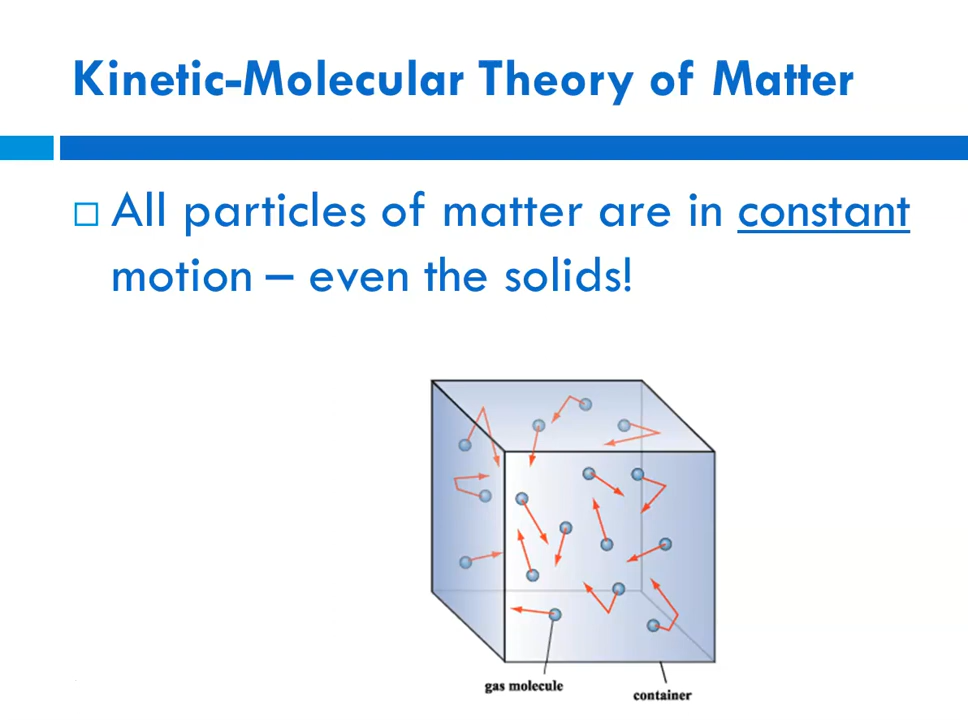 Kinetic-Molecular Theory of Matter
All particles of matter are in constant
motion – even the solids!
gas molecule
container